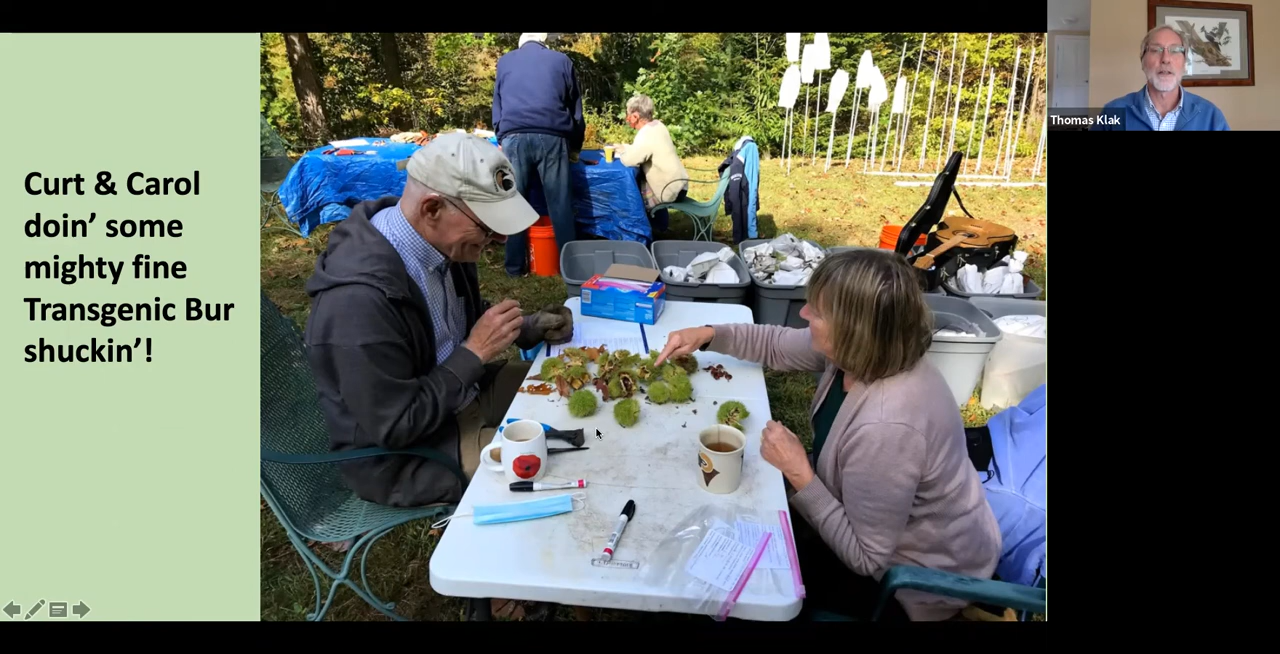 Curt & Carol
doin’ some
mighty fine
Transgenic Bur
shuckin’!
Thomas Klak